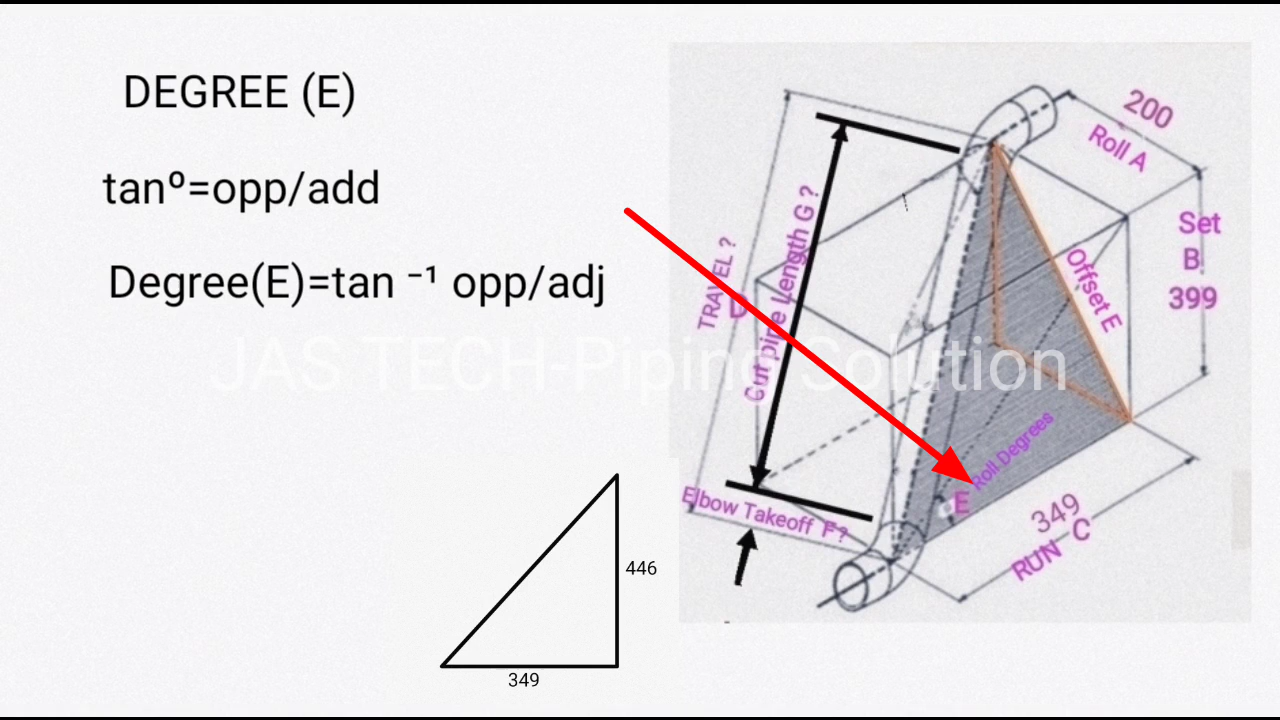 DEGREE (E)
tanº=opp/add
Degree(E)=tan ⁻¹ opp/adj
JAS TECH-Piping Solution
446
349
200
Roll A
Set
B
399
Offset E
TRAVEL ?
D
Cut pipe Length G ?
Roll Degrees
E
Elbow Takeoff F?
349
RUN C